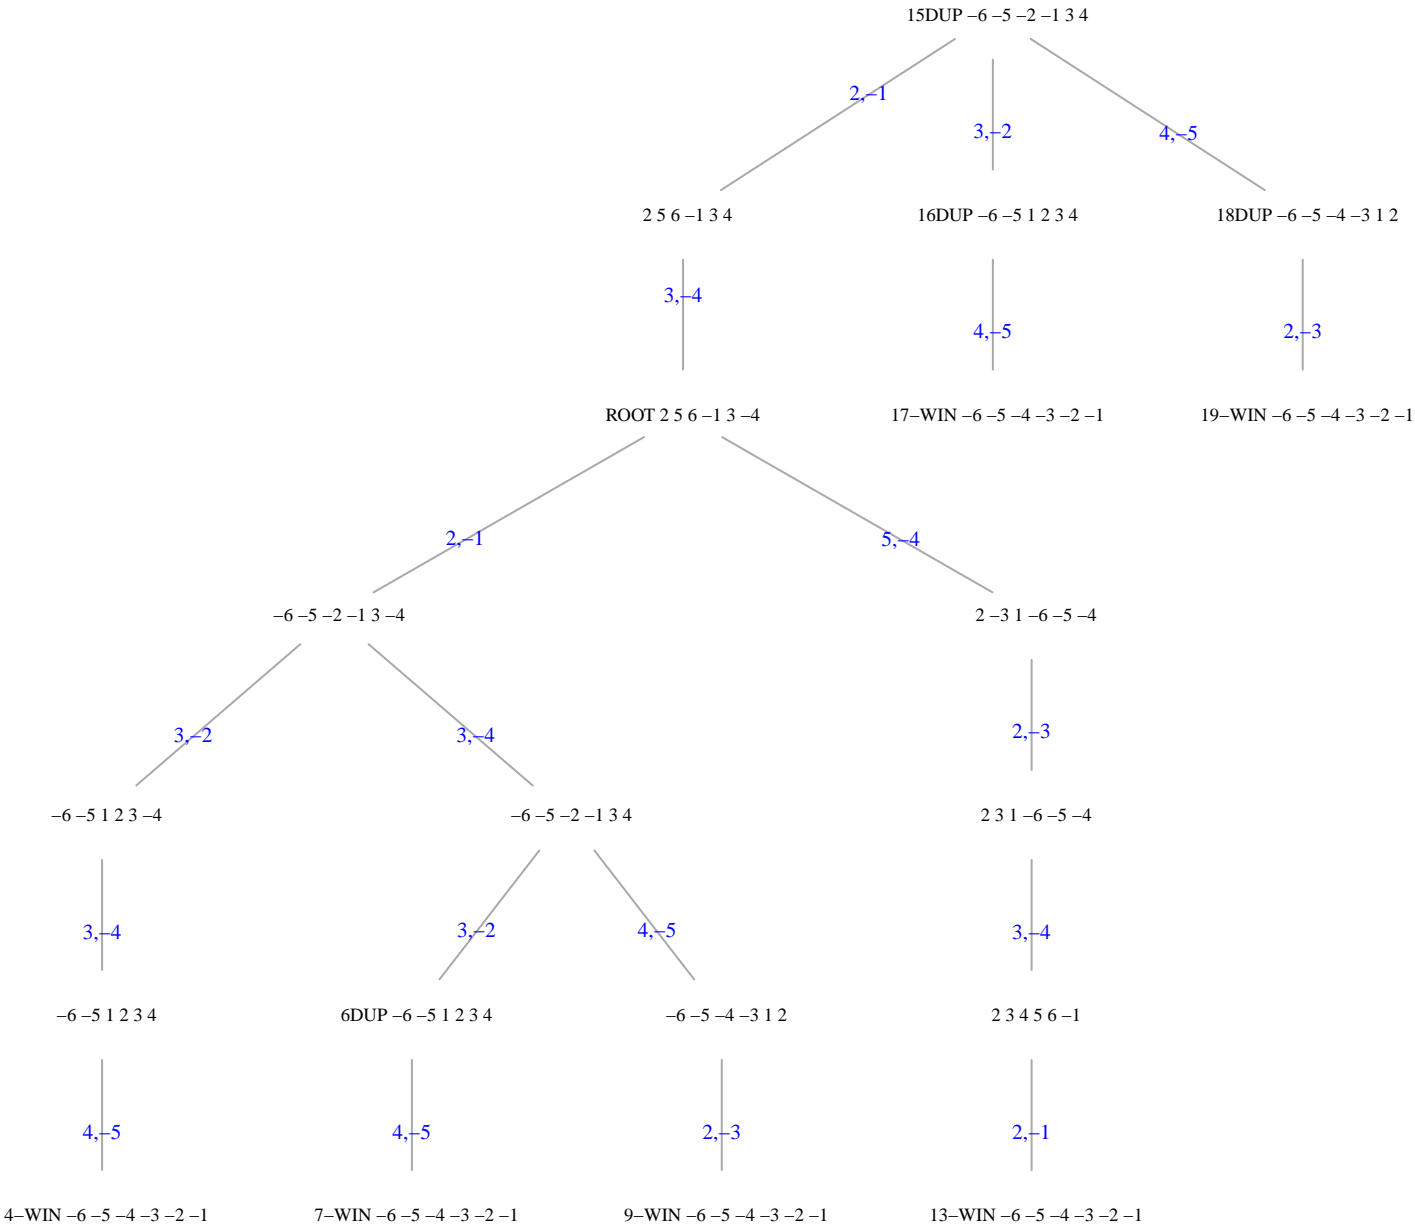 15DUP –6 –5 –2 –1 3 4
2,–1
3,–2
4,–5
2 5 6 –1 3 4
16DUP –6 –5 1 2 3 4
18DUP –6 –5 –4 –3 1 2
3,–4
4,–5
2,–3
ROOT 2 5 6 –1 3 –4
17–WIN –6 –5 –4 –3 –2 –1
19–WIN –6 –5 –4 –3 –2 –1
2,–1
5,–4
–6 –5 –2 –1 3 –4
2 –3 1 –6 –5 –4
3,–2
3,–4
2,–3
–6 –5 1 2 3 –4
–6 –5 –2 –1 3 4
2 3 1 –6 –5 –4
3,–4
3,–2
4,–5
3,–4
–6 –5 1 2 3 4
6DUP –6 –5 1 2 3 4
–6 –5 –4 –3 1 2
2 3 4 5 6 –1
4,–5
4,–5
2,–3
2,–1
4–WIN –6 –5 –4 –3 –2 –1
7–WIN –6 –5 –4 –3 –2 –1
9–WIN –6 –5 –4 –3 –2 –1
13–WIN –6 –5 –4 –3 –2 –1